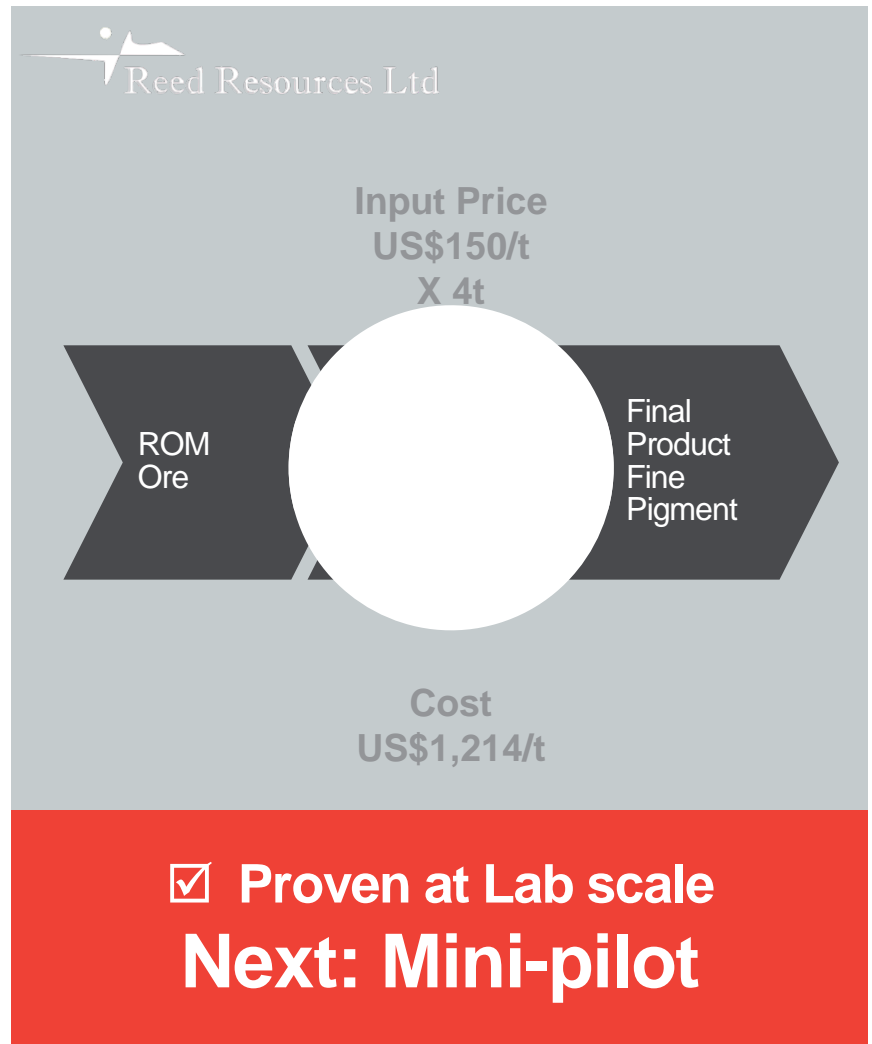 Reed Resources Ltd
Input Price
US$150/t
X 4t
ROM
Ore
Final
Product
Fine
Pigment
Cost
US$1,214/t
☑ Proven at Lab scale
Next: Mini-pilot